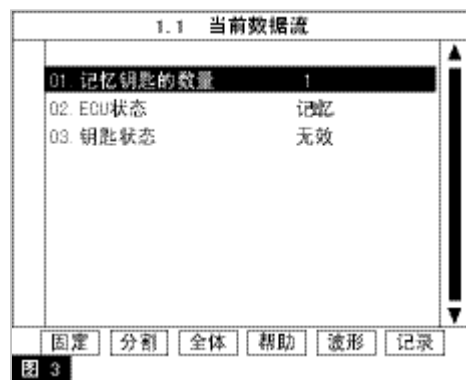 1.1 当前数据流
01. 记忆钥匙的数量 1
02. ECU状态 记忆
03. 钥匙状态 无效
固定 分割 全体 帮助 波形 记录
图 3